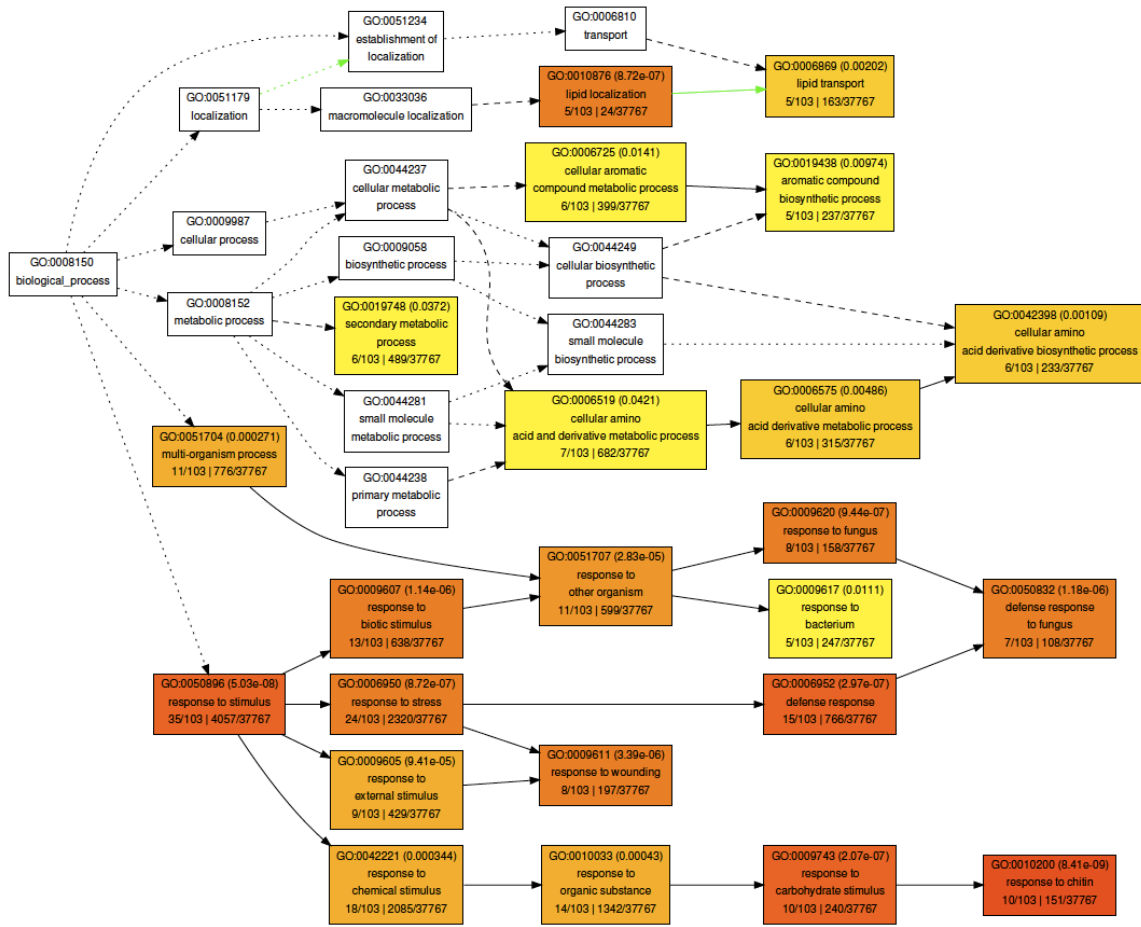 GO:0051234
establishment of
localization
GO:0006810
transport
GO:0006869 (0.00202)
lipid transport
5/103 | 163/37767
GO:0010876 (8.72e-07)
lipid localization
5/103 | 24/37767
GO:0051179
localization
GO:0033036
macromolecule localization
GO:0006725 (0.0141)
cellular aromatic
compound metabolic process
6/103 | 399/37767
GO:0019438 (0.00974)
aromatic compound
biosynthetic process
5/103 | 237/37767
GO:0044237
cellular metabolic
process
GO:0009987
cellular process
GO:0009058
biosynthetic process
GO:0044249
cellular biosynthetic
process
GO:0008150
biological_process
GO:0008152
metabolic process
GO:0019748 (0.0372)
secondary metabolic
process
6/103 | 489/37767
GO:0044283
small molecule
biosynthetic process
GO:0042398 (0.00109)
cellular amino
acid derivative biosynthetic process
6/103 | 233/37767
GO:0044281
small molecule
metabolic process
GO:0006519 (0.0421)
cellular amino
acid and derivative metabolic process
7/103 | 682/37767
GO:0006575 (0.00486)
cellular amino
acid derivative metabolic process
6/103 | 315/37767
GO:0051704 (0.000271)
multi-organism process
11/103 | 776/37767
GO:0044238
primary metabolic
process
GO:0009620 (9.44e-07)
response to fungus
8/103 | 158/37767
GO:0051707 (2.83e-05)
response to
other organism
11/103 | 599/37767
GO:0009607 (1.14e-06)
response to
biotic stimulus
13/103 | 638/37767
GO:0009617 (0.0111)
response to
bacterium
5/103 | 247/37767
GO:0050832 (1.18e-06)
defense response
to fungus
7/103 | 108/37767
GO:0050896 (5.03e-08)
response to stimulus
35/103 | 4057/37767
GO:0006950 (8.72e-07)
response to stress
24/103 | 2320/37767
GO:0006952 (2.97e-07)
defense response
15/103 | 766/37767
GO:0009605 (9.41e-05)
response to
external stimulus
9/103 | 429/37767
GO:0009611 (3.39e-06)
response to wounding
8/103 | 197/37767
GO:0042221 (0.000344)
response to
chemical stimulus
18/103 | 2085/37767
GO:0010033 (0.00043)
response to
organic substance
14/103 | 1342/37767
GO:0009743 (2.07e-07)
response to
carbohydrate stimulus
10/103 | 240/37767
GO:0010200 (8.41e-09)
response to chitin
10/103 | 151/37767